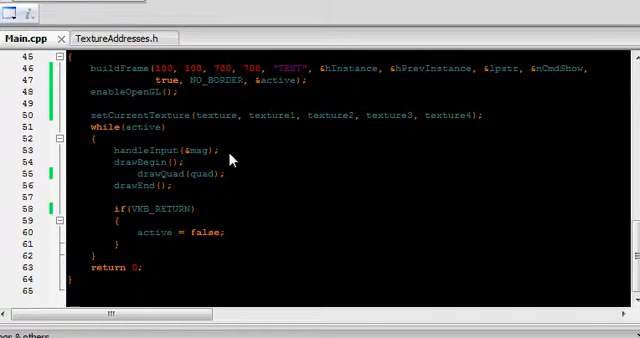 Main.cpp TextureAddresses.h
45 {
46 buildFrame(100, 100, 700, 700, "TEST", &hInstance, &hPrevInstance, &lpstr, &nCmdShow,
47 true, NO_BORDER, &active);
48 enableOpenGL();
49
50 setCurrentTexture(texture, texture1, texture2, texture3, texture4);
51 while(active)
52 {
53 handleInput(&msg);
54 drawBegin();
55 drawQuad(quad);
56 drawEnd();
57
58 if(VKB_RETURN)
59 {
60 active = false;
61 }
62 }
63 return 0;
64 }
65
gs & others